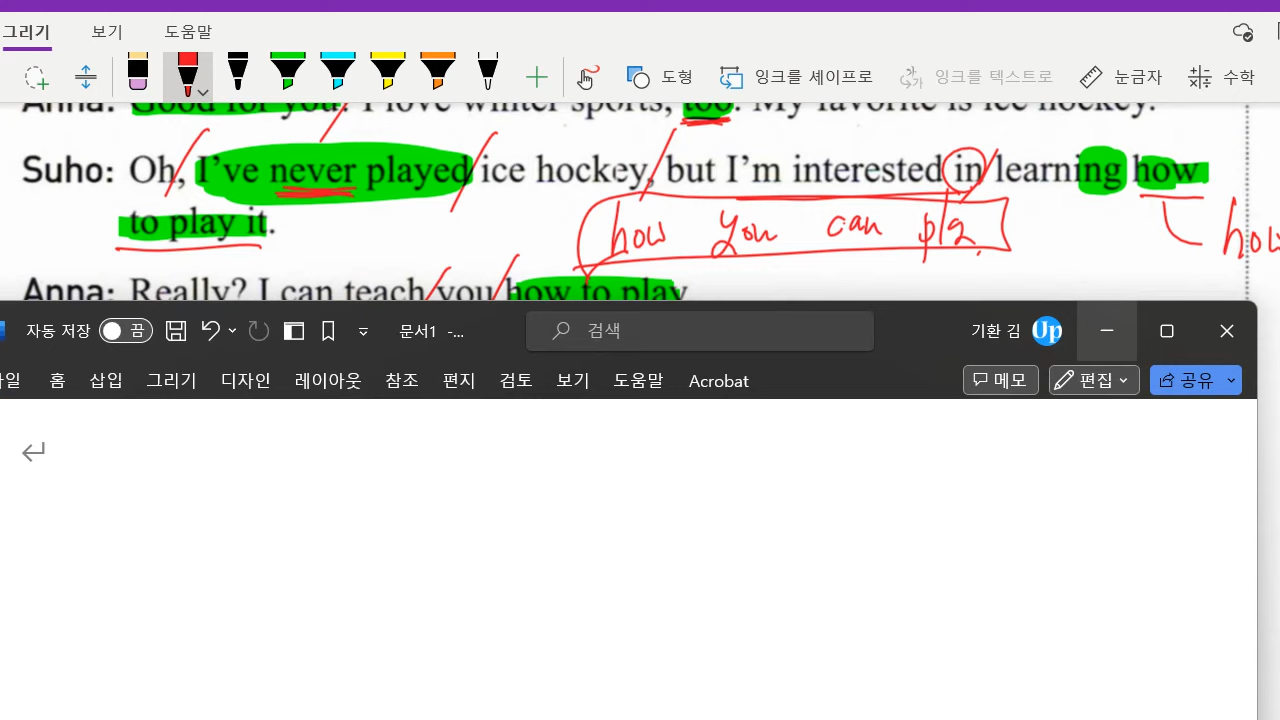 그리기 보기 도움말
도형 잉크를 셰이프로 잉크를 텍스트로 눈금자 수학
Anna: Good for you! I love winter sports, too. My favorite is ice hockey.
Suho: Oh, I've never played ice hockey, but I'm interested in learning how
to play it.
how you can play
how
Anna: Really? I can teach you how to play
자동 저장 끔 문서1 -... 검색 기환 김 Up
홈 삽입 그리기 디자인 레이아웃 참조 편지 검토 보기 도움말 Acrobat 메모 편집 공유